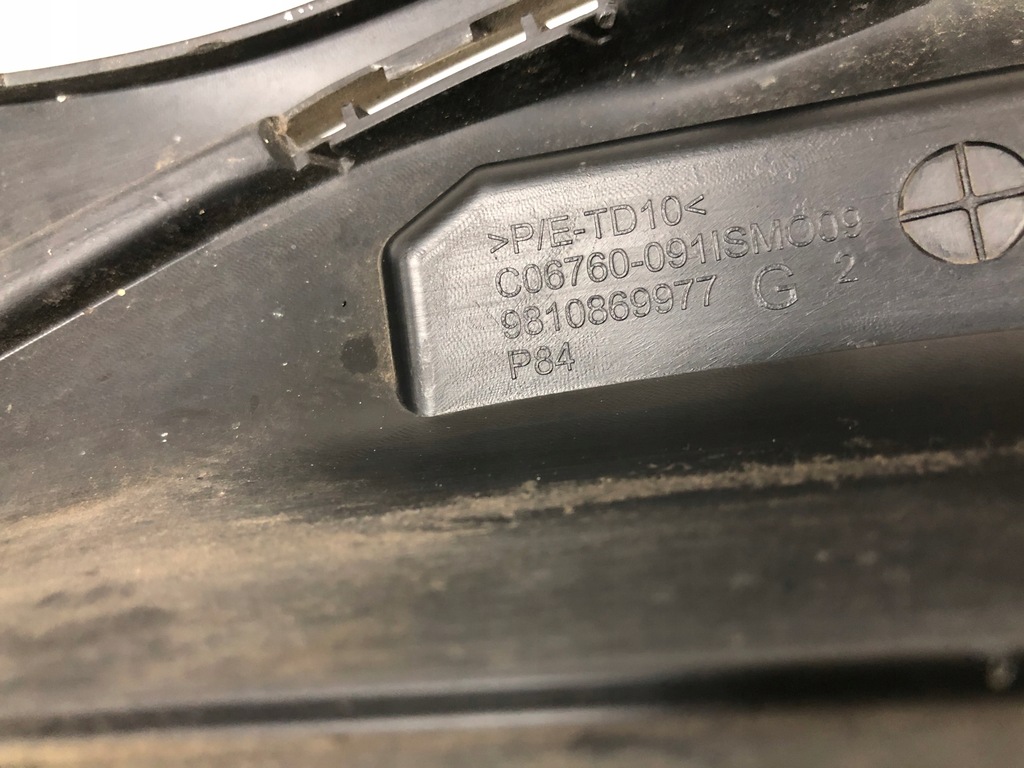 >P/E-TD10<
C06760-091ISMO09
9810869977 G 2
P84